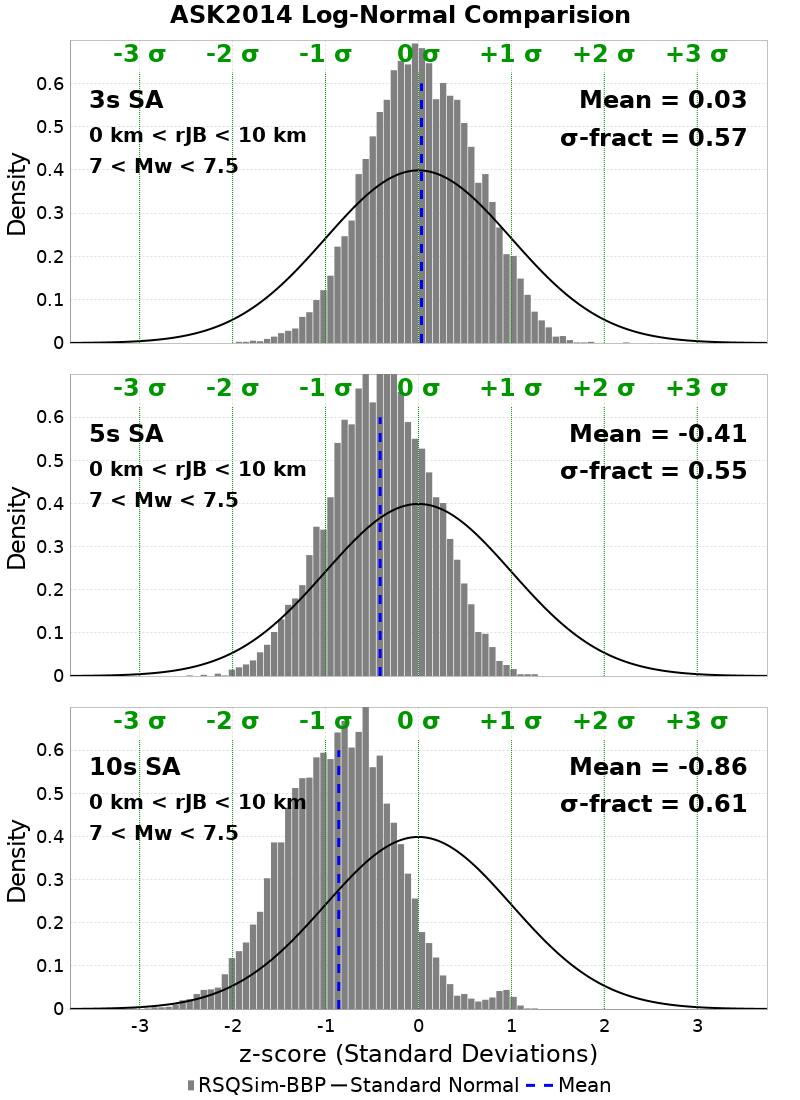 ASK2014 Log-Normal Comparision
-3 σ -2 σ -1 σ 0 σ +1 σ +2 σ +3 σ
0.6
3s SA Mean = 0.03
0.5
0 km < rJB < 10 km σ-fract = 0.57
7 < Mw < 7.5
0.4
Density
0.3
0.2
0.1
0
-3 σ -2 σ -1 σ 0 σ +1 σ +2 σ +3 σ
0.6
5s SA Mean = -0.41
0.5
0 km < rJB < 10 km σ-fract = 0.55
7 < Mw < 7.5
0.4
Density
0.3
0.2
0.1
0
-3 σ -2 σ -1 σ 0 σ +1 σ +2 σ +3 σ
0.6
10s SA Mean = -0.86
0.5
0 km < rJB < 10 km σ-fract = 0.61
7 < Mw < 7.5
0.4
Density
0.3
0.2
0.1
0
-3 -2 -1 0 1 2 3
z-score (Standard Deviations)
RSQSim-BBP Standard Normal Mean